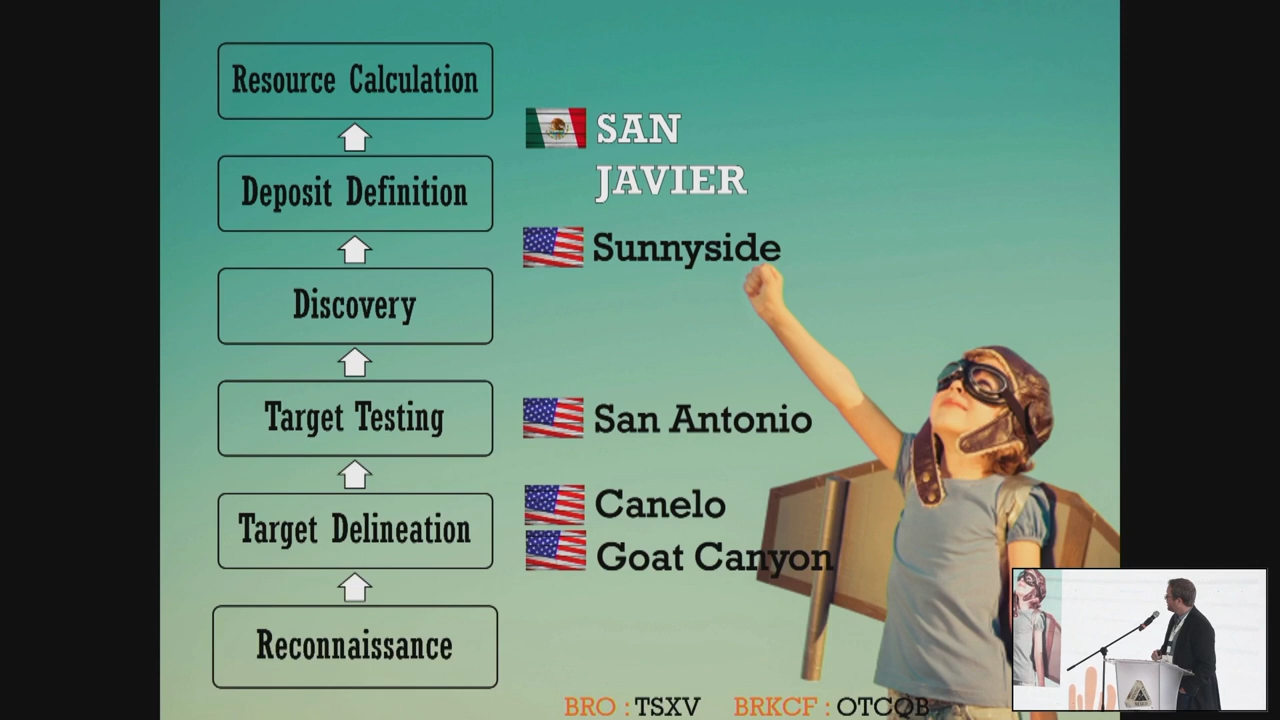 Resource Calculation
SAN
JAVIER
Deposit Definition
Sunnyside
Discovery
San Antonio
Target Testing
Canelo
Target Delineation
Goat Canyon
Reconnaissance
BRO : TSXV BRKCF : OTCQB